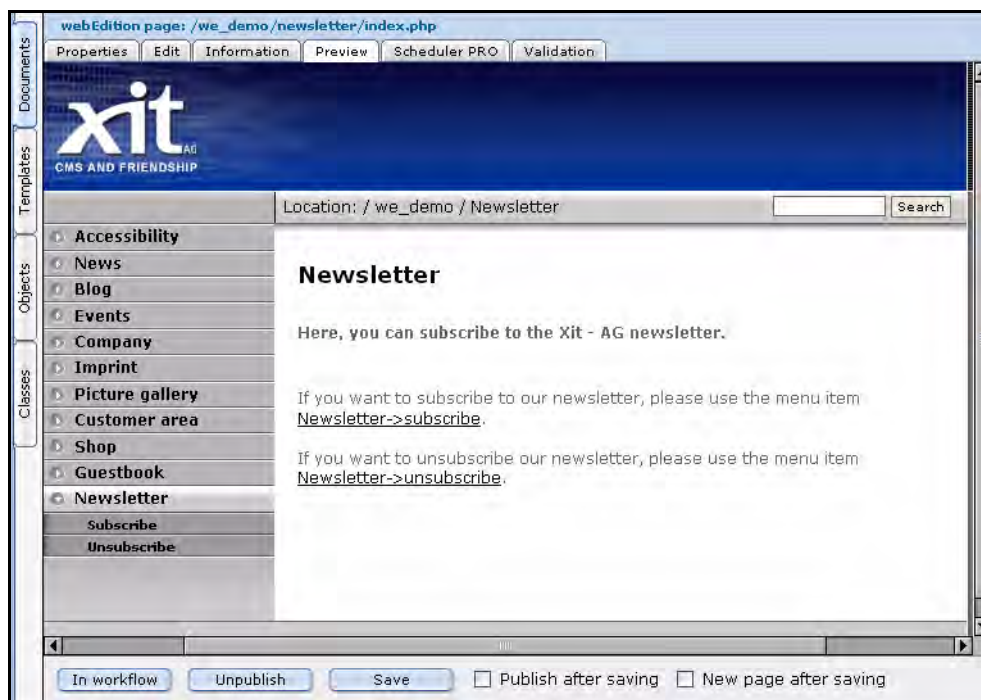 webEdition page: /we_demo/newsletter/index.php
Properties Edit Information Preview Scheduler PRO Validation
Documents
Templates
Objects
Classes
xit AG
CMS AND FRIENDSHIP
Location: / we_demo / Newsletter Search
Accessibility
News
Blog
Events
Company
Imprint
Picture gallery
Customer area
Shop
Guestbook
Newsletter
Subscribe
Unsubscribe
Newsletter
Here, you can subscribe to the Xit - AG newsletter.
If you want to subscribe to our newsletter, please use the menu item
Newsletter->subscribe.
If you want to unsubscribe our newsletter, please use the menu item
Newsletter->unsubscribe.
In workflow Unpublish Save Publish after saving New page after saving